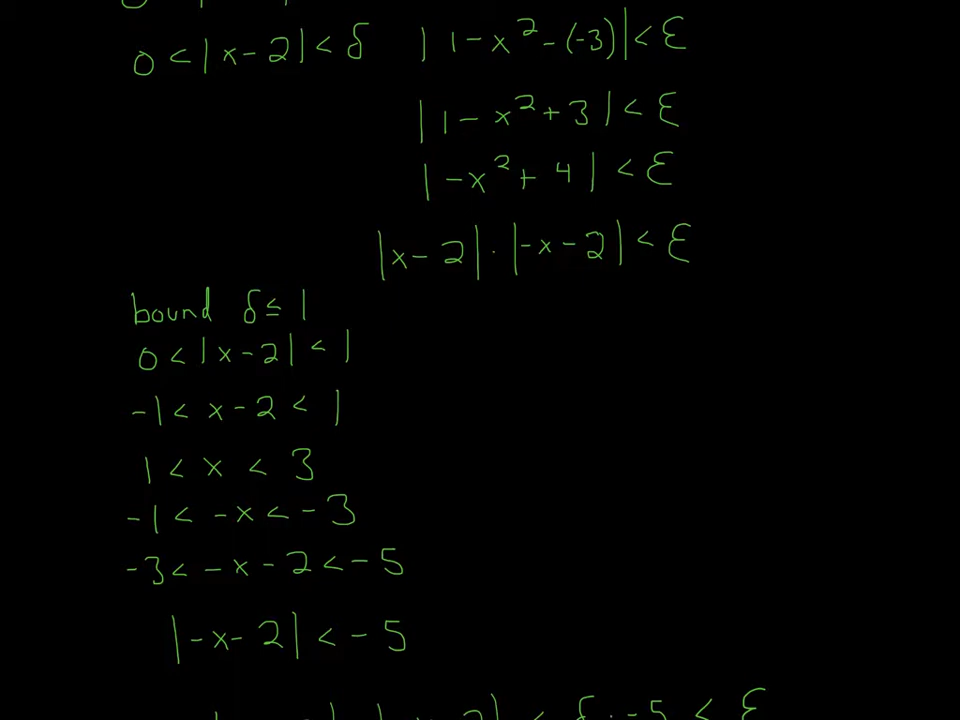 0 < |x - 2| < δ   |1 - x² - (-3)| < ε
|1 - x² + 3| < ε
|-x² + 4| < ε
|x - 2| · |-x - 2| < ε
bound δ ≤ 1
0 < |x - 2| < 1
-1 < x - 2 < 1
1 < x < 3
-1 < -x < -3
-3 < -x - 2 < -5
|-x - 2| < -5
< δ · -5 < ε